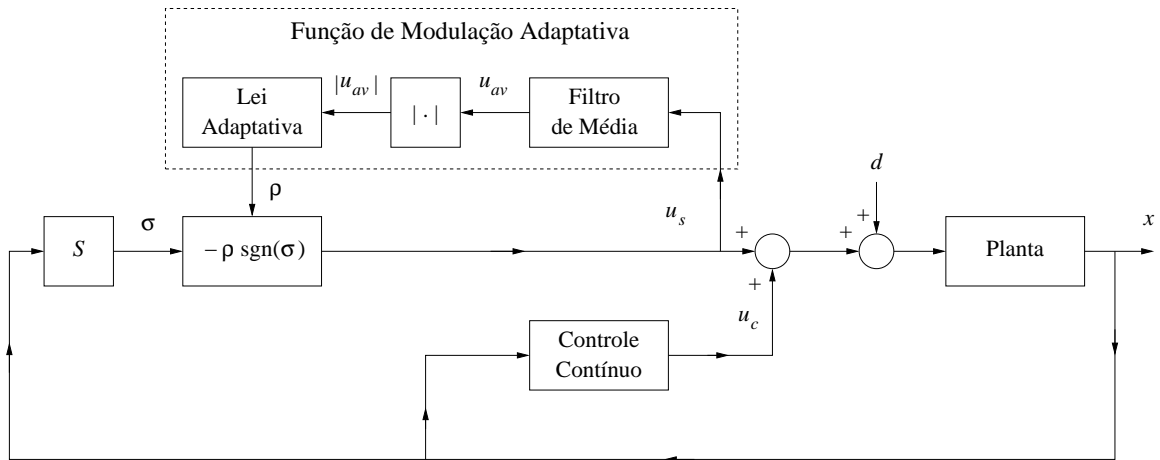 Função de Modulação Adaptativa
Lei
Adaptativa
|u_av|
| · |
u_av
Filtro
de Média
ρ
u_s
d
S
σ
− ρ sgn(σ)
+
+
+
+
Planta
x
u_c
Controle
Contínuo